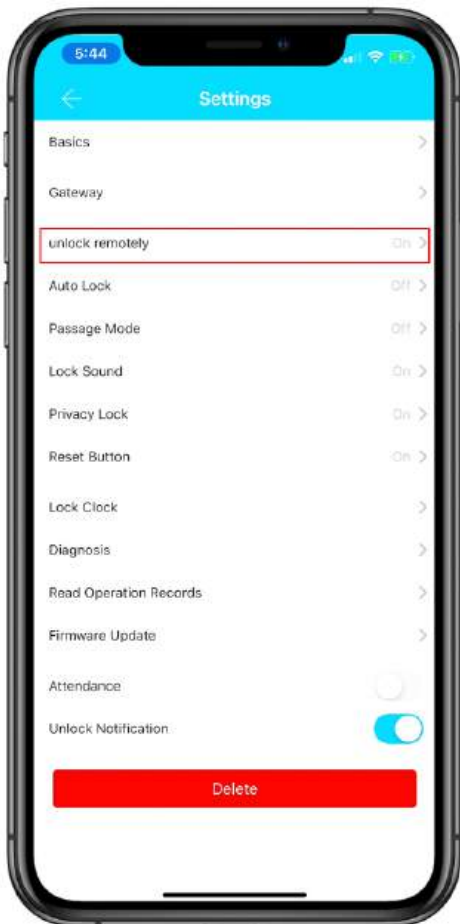 5:44
Settings
Basics
Gateway
unlock remotely On
Auto Lock Off
Passage Mode Off
Lock Sound On
Privacy Lock On
Reset Button On
Lock Clock
Diagnosis
Read Operation Records
Firmware Update
Attendance
Unlock Notification
Delete